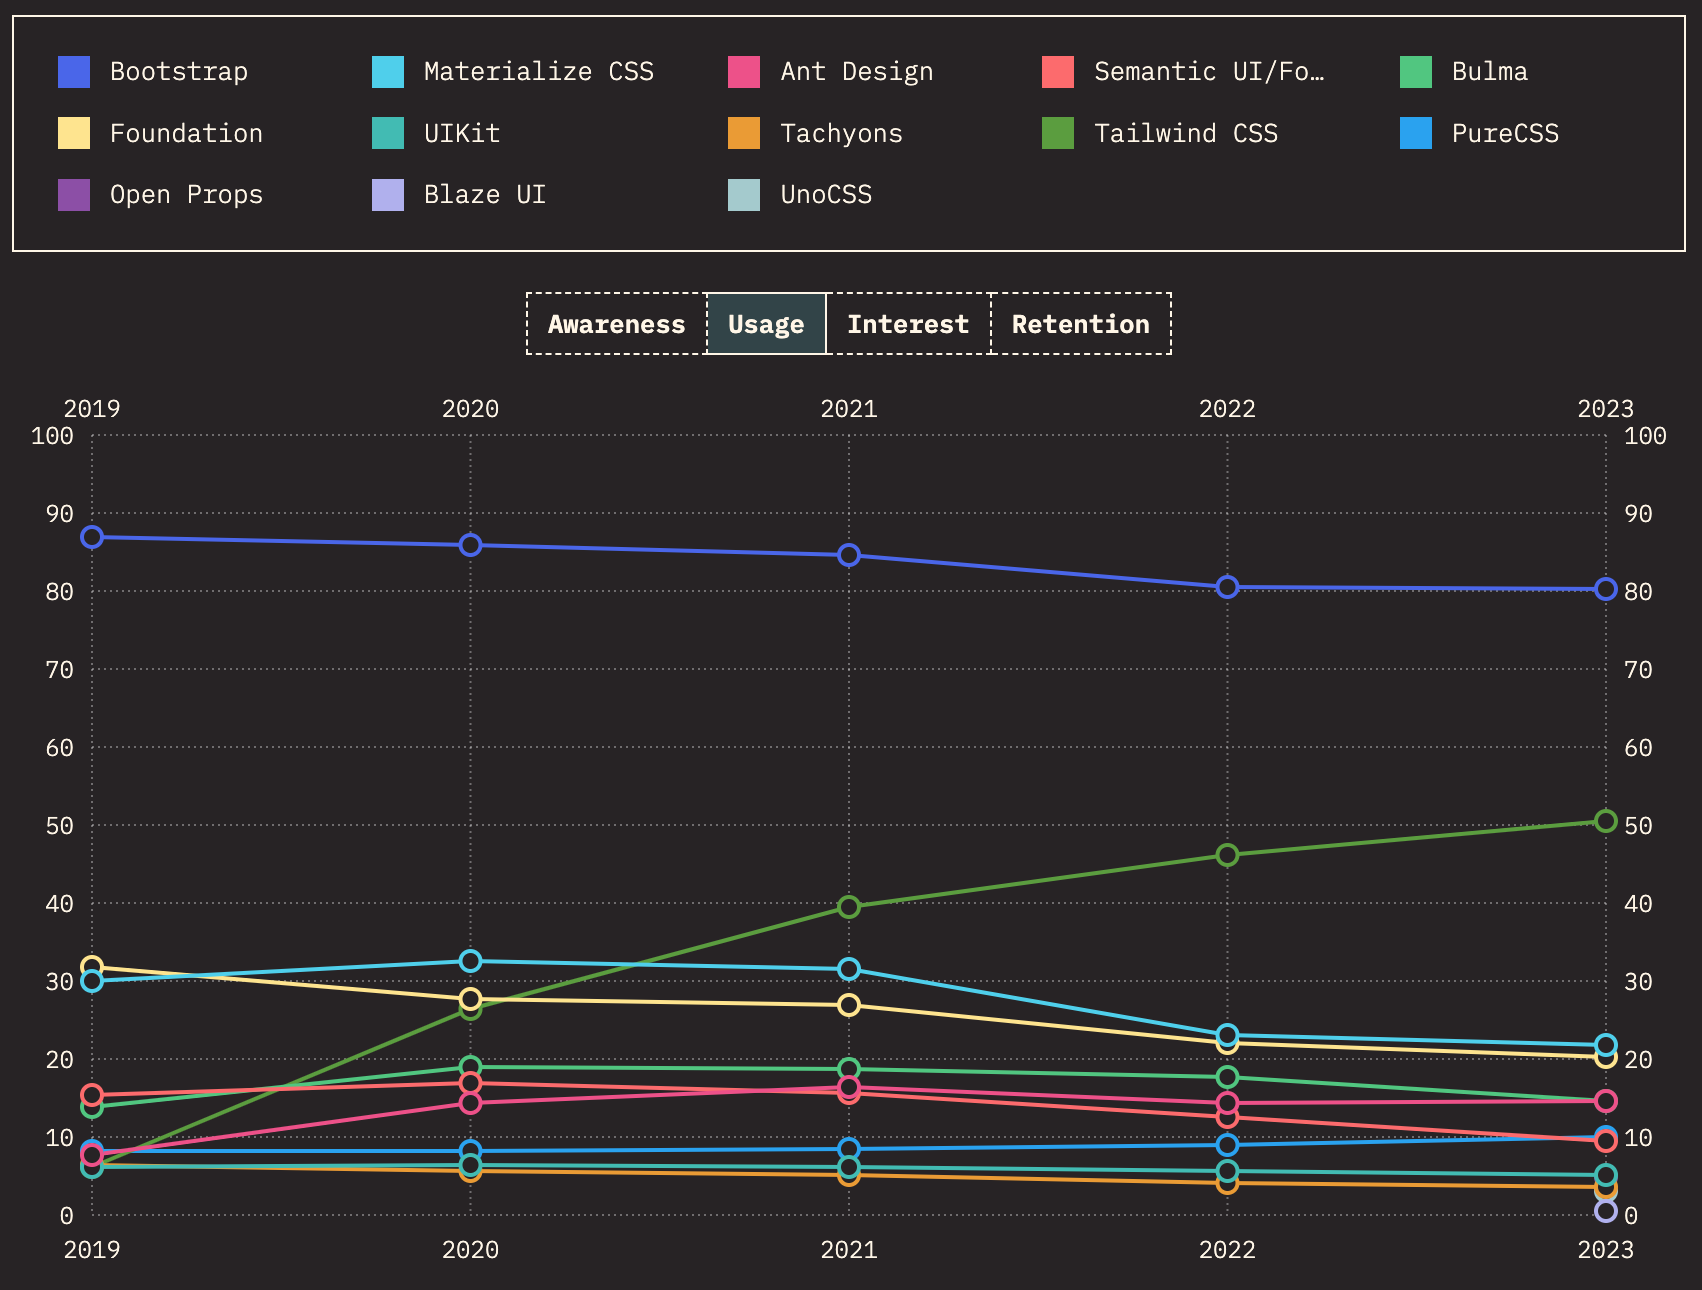 Bootstrap Materialize CSS Ant Design Semantic UI/Fo… Bulma
Foundation UIKit Tachyons Tailwind CSS PureCSS
Open Props Blaze UI UnoCSS
Awareness Usage Interest Retention
2019 2020 2021 2022 2023
100 100
90 90
80 80
70 70
60 60
50 50
40 40
30 30
20 20
10 10
0 0
2019 2020 2021 2022 2023